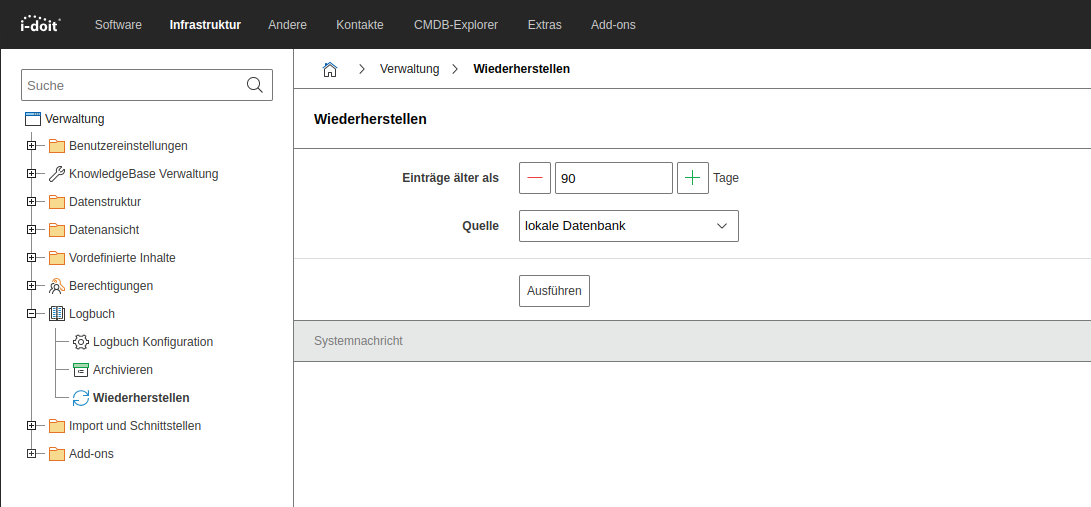 i-doit Software Infrastruktur Andere Kontakte CMDB-Explorer Extras Add-ons
Suche
Verwaltung
Benutzereinstellungen
KnowledgeBase Verwaltung
Datenstruktur
Datenansicht
Vordefinierte Inhalte
Berechtigungen
Logbuch
Logbuch Konfiguration
Archivieren
Wiederherstellen
Import und Schnittstellen
Add-ons
Verwaltung Wiederherstellen
Wiederherstellen
Einträge älter als 90 Tage
Quelle lokale Datenbank
Ausführen
Systemnachricht